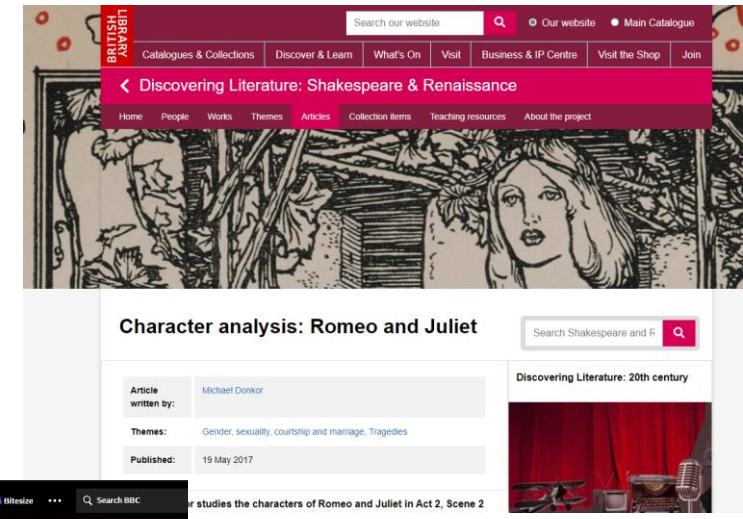 BRITISH
LIBRARY
Search our website
Our website
Main Catalogue
Catalogues & Collections
Discover & Learn
What's On
Visit
Business & IP Centre
Visit the Shop
Join
Discovering Literature: Shakespeare & Renaissance
Home
People
Works
Themes
Articles
Collection items
Teaching resources
About the project
Character analysis: Romeo and Juliet
Search Shakespeare and R
Discovering Literature: 20th century
Article written by:
Michael Donkor
Themes:
Gender, sexuality, courtship and marriage, Tragedies
Published:
19 May 2017
Bitesize
Search BBC
or studies the characters of Romeo and Juliet in Act 2, Scene 2